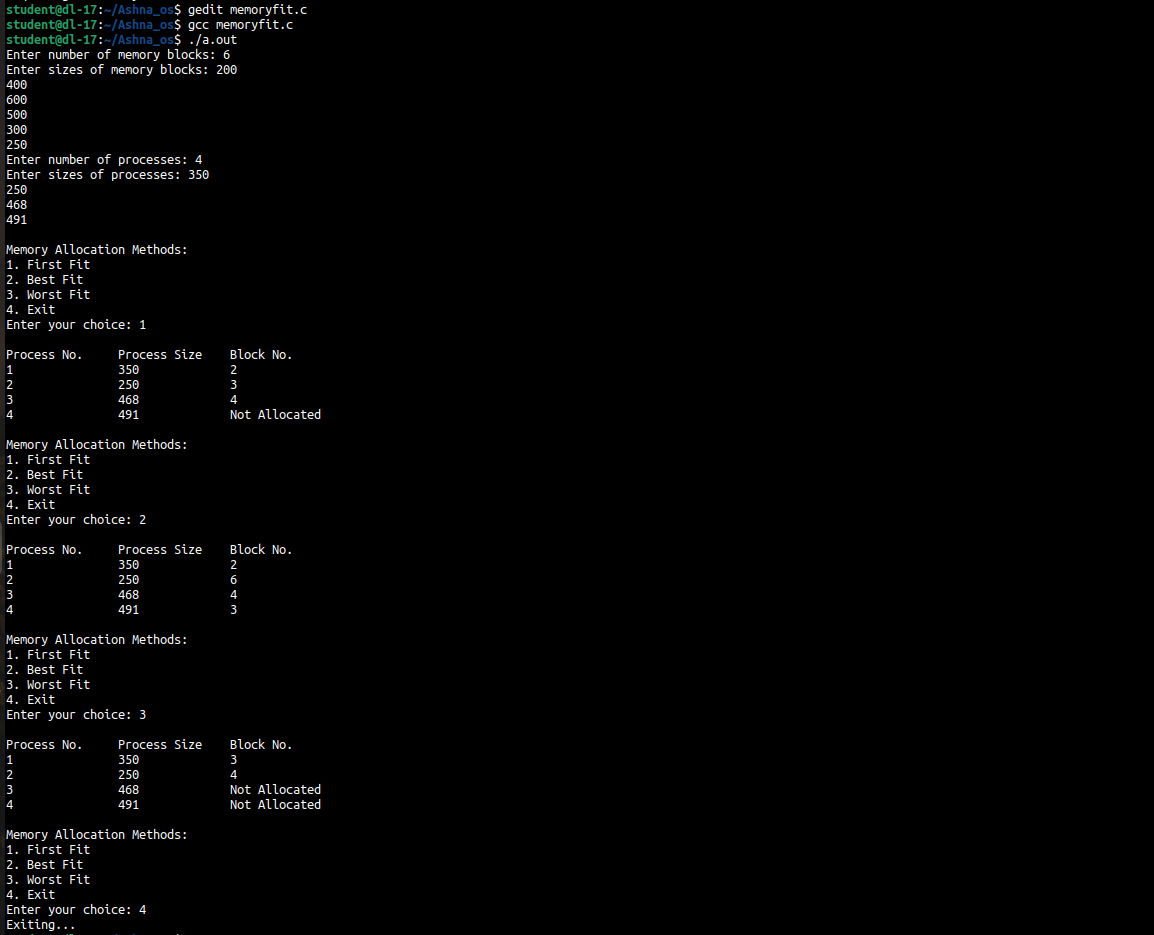 student@dl-17:~/Ashna_os$ gedit memoryfit.c
student@dl-17:~/Ashna_os$ gcc memoryfit.c
student@dl-17:~/Ashna_os$ ./a.out
Enter number of memory blocks: 6
Enter sizes of memory blocks: 200
400
600
500
300
250
Enter number of processes: 4
Enter sizes of processes: 350
250
468
491

Memory Allocation Methods:
1. First Fit
2. Best Fit
3. Worst Fit
4. Exit
Enter your choice: 1

Process No.     Process Size    Block No.
1               350             2
2               250             3
3               468             4
4               491             Not Allocated

Memory Allocation Methods:
1. First Fit
2. Best Fit
3. Worst Fit
4. Exit
Enter your choice: 2

Process No.     Process Size    Block No.
1               350             2
2               250             6
3               468             4
4               491             3

Memory Allocation Methods:
1. First Fit
2. Best Fit
3. Worst Fit
4. Exit
Enter your choice: 3

Process No.     Process Size    Block No.
1               350             3
2               250             4
3               468             Not Allocated
4               491             Not Allocated

Memory Allocation Methods:
1. First Fit
2. Best Fit
3. Worst Fit
4. Exit
Enter your choice: 4
Exiting...